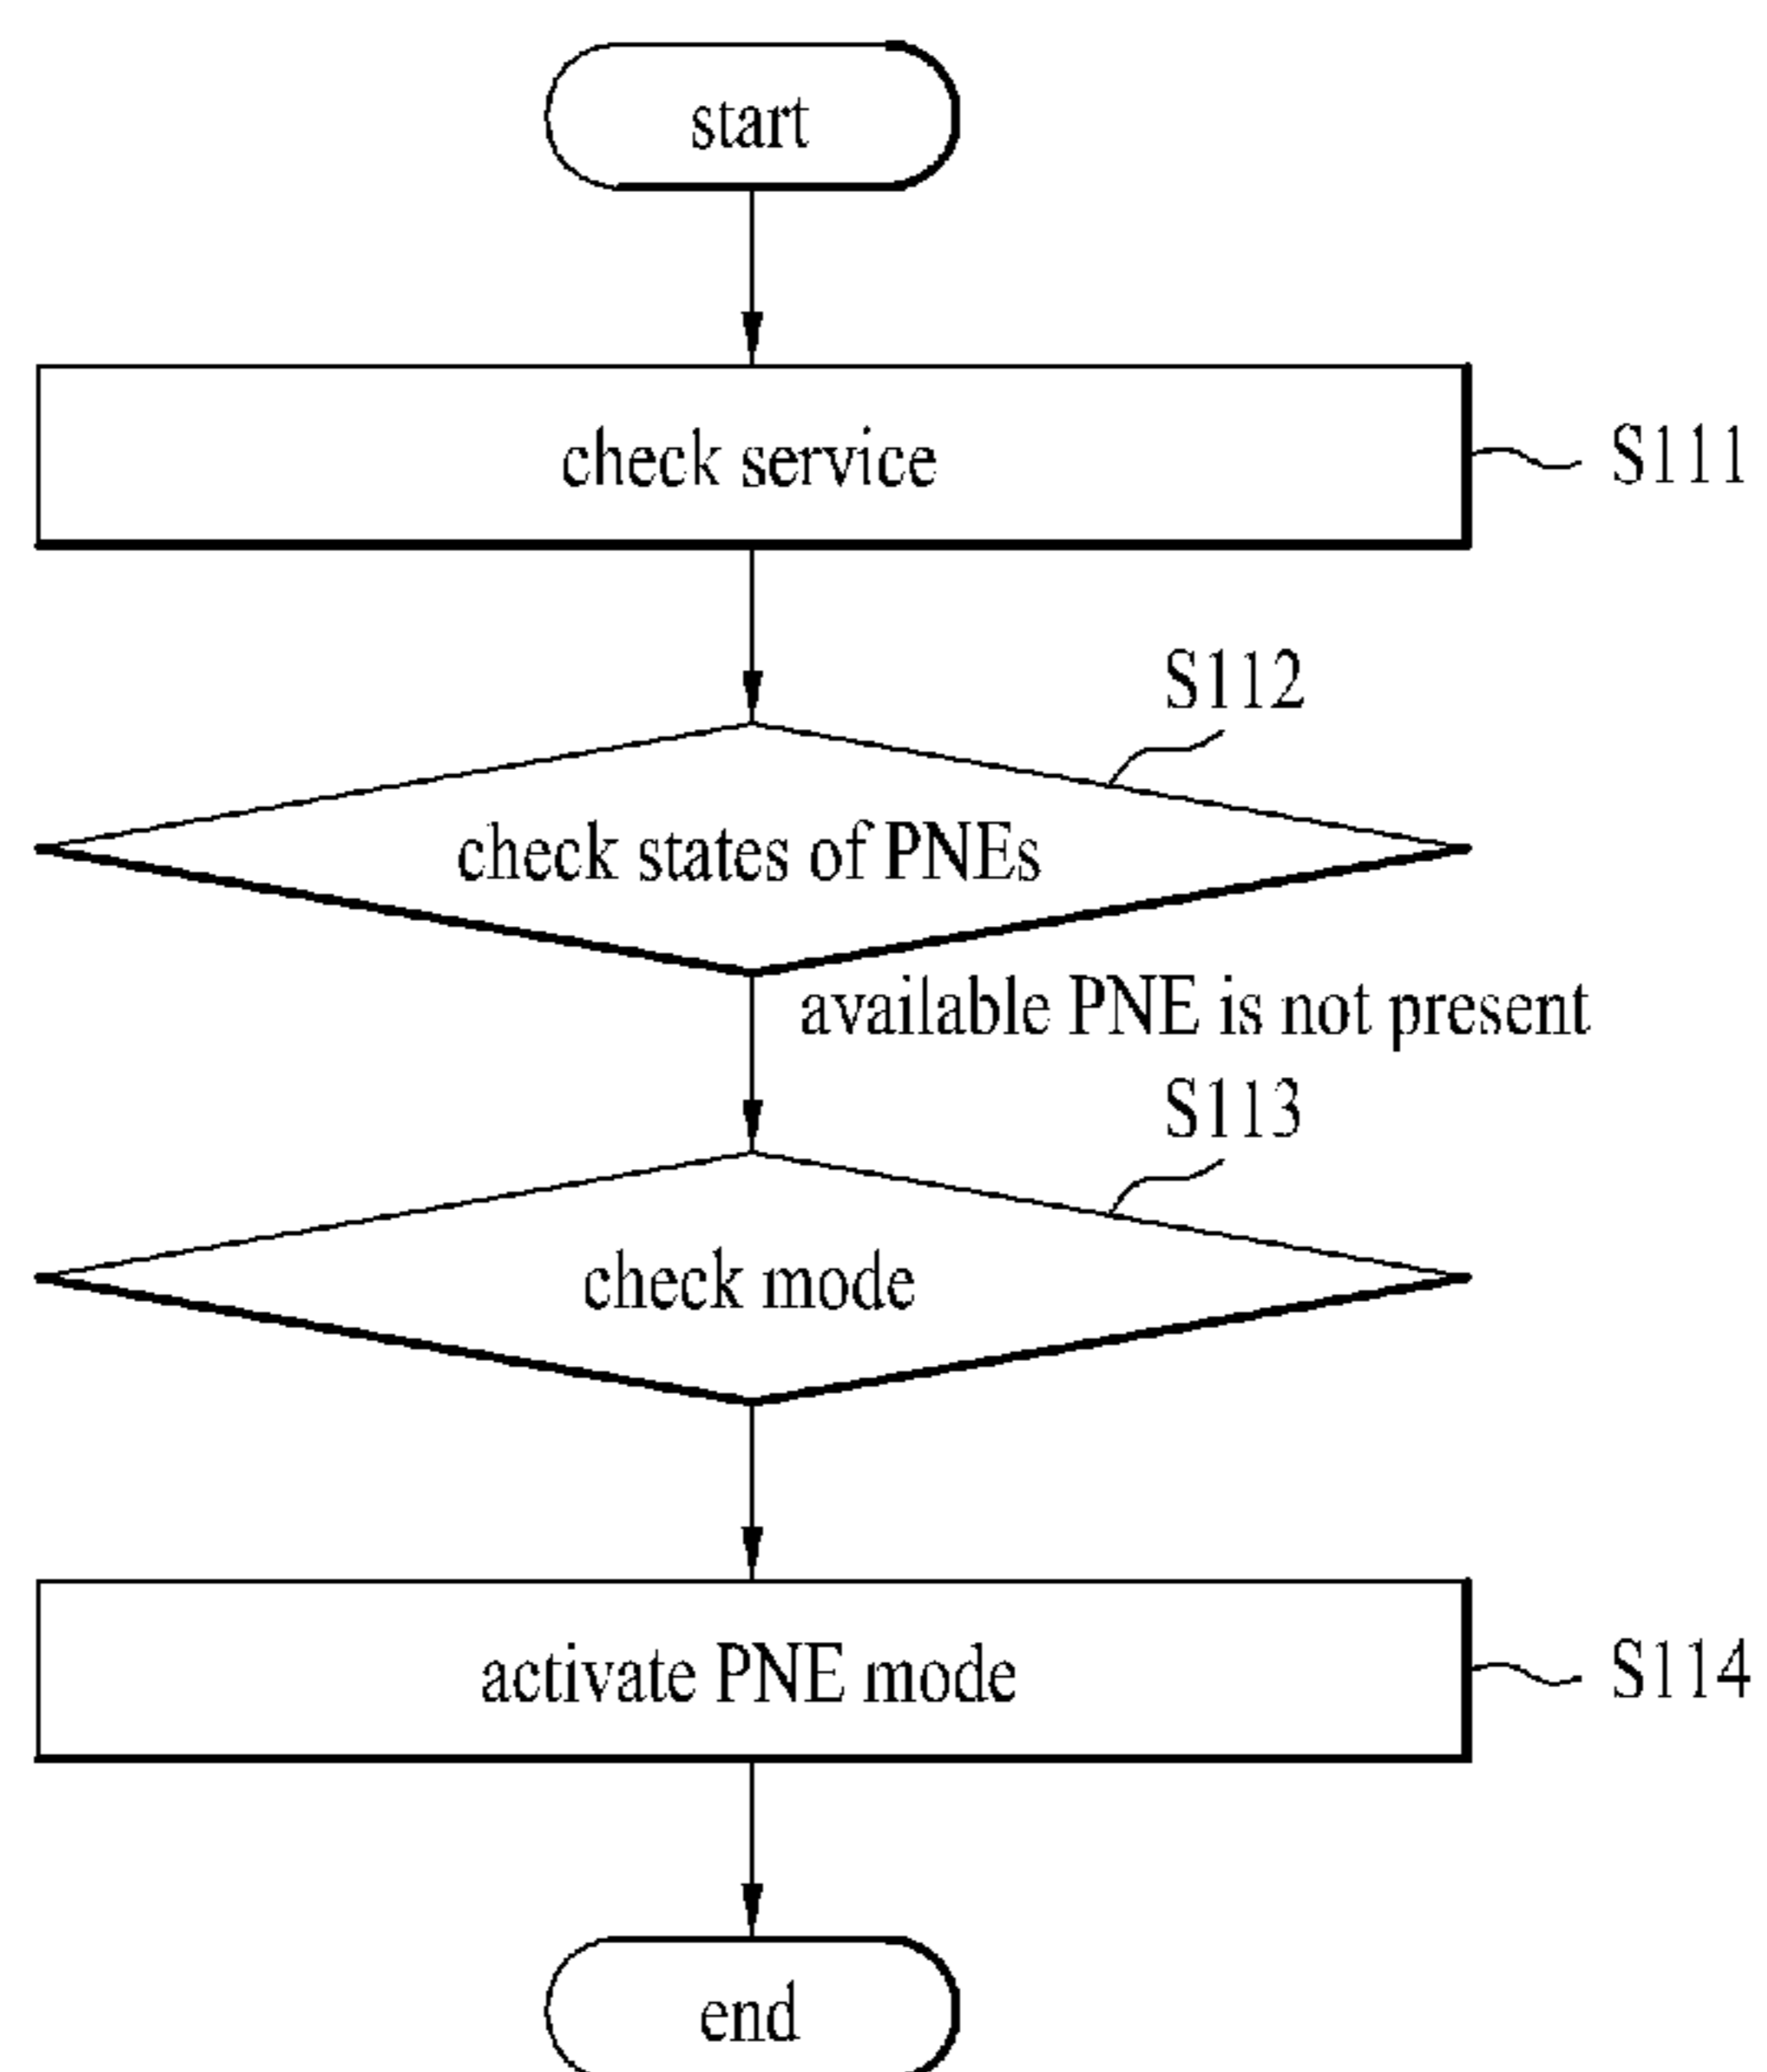 start
check service
S111
S112
check states of PNEs
available PNE is not present
S113
check mode
activate PNE mode
S114
end